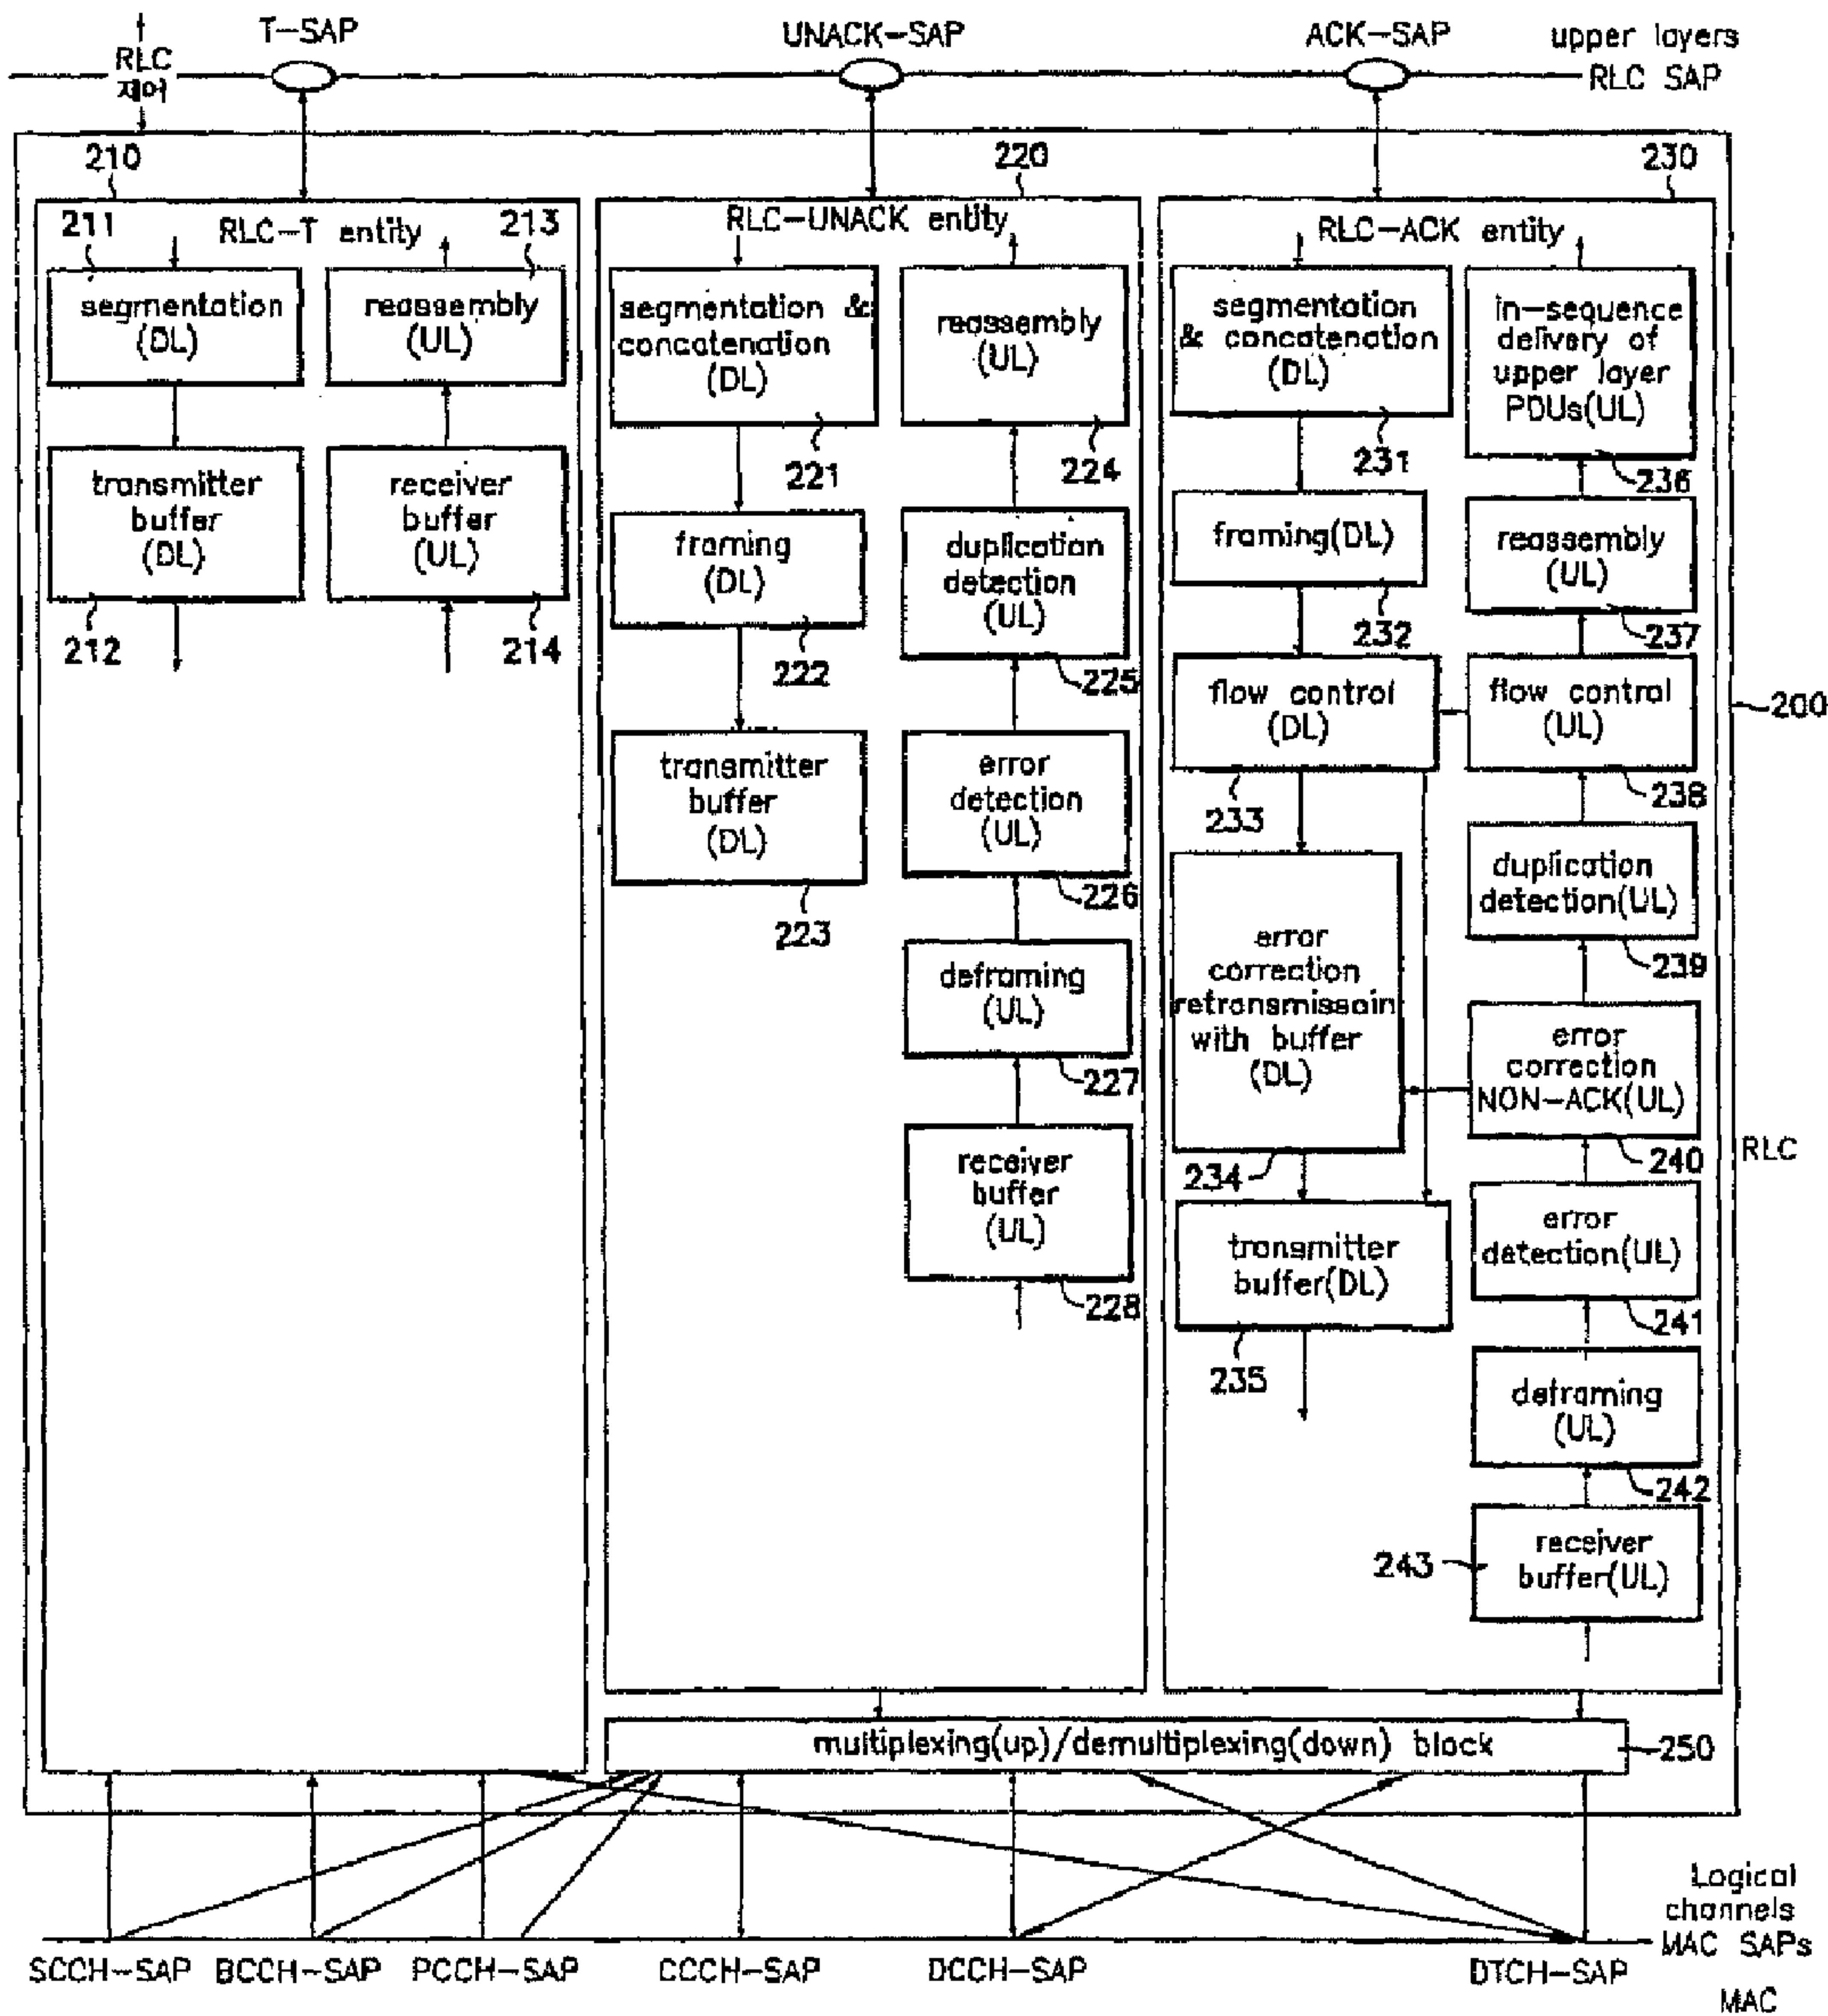 T-SAP
UNACK-SAP
ACK-SAP
upper layers
RLC
제어
RLC SAP
210
220
230
211
RLC-T entity
213
RLC-UNACK entity
RLC-ACK entity
segmentation
(DL)
reassembly
(UL)
segmentation &
concatenation
(DL)
reassembly
(UL)
segmentation
& concatenation
(DL)
in-sequence
delivery of
upper layer
PDUs(UL)
221
224
231
236
transmitter
buffer
(DL)
receiver
buffer
(UL)
framing
(DL)
duplication
detection
(UL)
framing(DL)
reassembly
(UL)
212
214
222
225
232
237
flow control
(DL)
flow control
(UL)
200
transmitter
buffer
(DL)
error
detection
(UL)
233
238
223
226
duplication
detection(UL)
239
error
correction
retransmissain
with buffer
(DL)
deframing
(UL)
227
error
correction
NON-ACK(UL)
240
RLC
234
receiver
buffer
(UL)
228
transmitter
buffer(DL)
235
error
detection(UL)
241
deframing
(UL)
242
243
receiver
buffer(UL)
multiplexing(up)/demultiplexing(down) block
250
Logical
channels
MAC SAPs
SCCH-SAP
BCCH-SAP
PCCH-SAP
CCCH-SAP
DCCH-SAP
DTCH-SAP
MAC